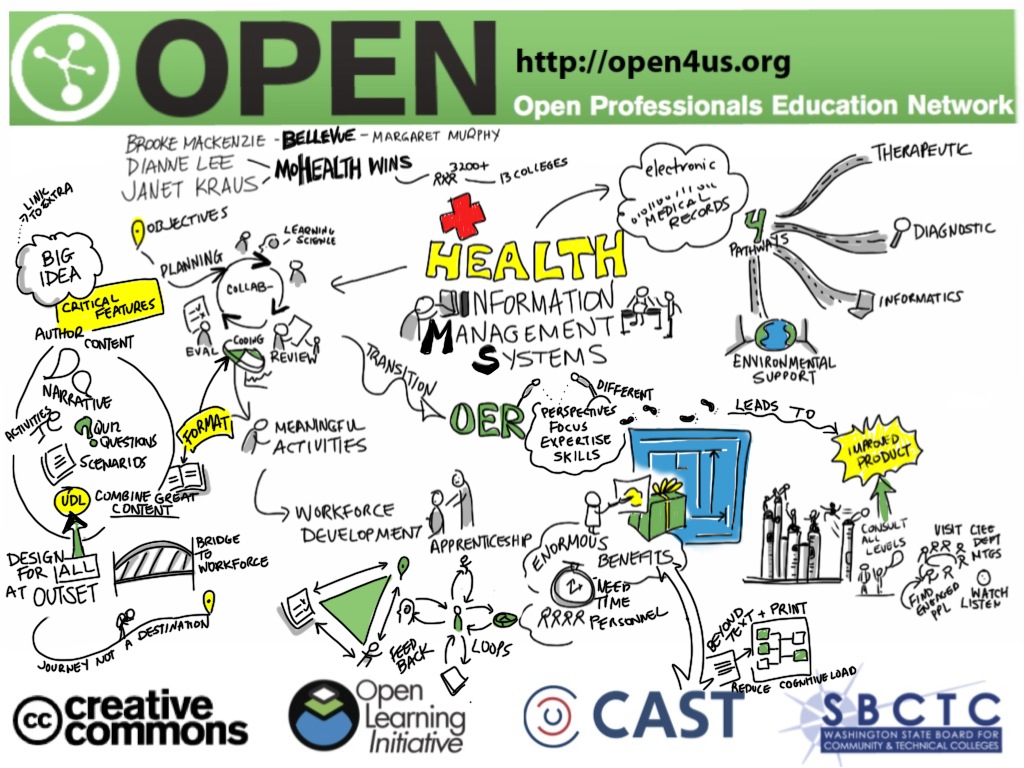 OPEN
http://open4us.org
Open Professionals Education Network
BROOKE MACKENZIE - BELLEVUE - MARGARET MURPHY
DIANNE LEE
JANET KRAUS
MOHEALTH WINS
3200+
13 COLLEGES
LINK
TO EXTRA
BIG
IDEA
CRITICAL
FEATURES
AUTHOR CONTENT
OBJECTIVES
PLANNING
LEARNING
SCIENCE
COLLAB-
EVAL
CODING
REVIEW
HEALTH
INFORMATION
MANAGEMENT
SYSTEMS
electronic
MEDICAL
RECORDS
4
PATHWAYS
THERAPEUTIC
DIAGNOSTIC
INFORMATICS
ENVIRONMENTAL
SUPPORT
NARRATIVE
ACTIVITIES
QUIZ
QUESTIONS
SCENARIOS
FORMAT
UDL
COMBINE GREAT
CONTENT
DESIGN
FOR ALL
AT OUTSET
BRIDGE
TO
WORKFORCE
JOURNEY NOT A DESTINATION
MEANINGFUL
ACTIVITIES
WORKFORCE
DEVELOPMENT
APPRENTICESHIP
FEED
BACK
LOOPS
TRANSITION
OER
DIFFERENT
PERSPECTIVES
FOCUS
EXPERTISE
SKILLS
LEADS TO
IMPROVED
PRODUCT
ENORMOUS
BENEFITS
NEED
TIME
PERSONNEL
BEYOND
TEXT + PRINT
REDUCE COGNITIVE LOAD
CONSULT
ALL
LEVELS
VISIT
DEPT
MTGS
FIND
ENGAGED
PPL
WATCH
LISTEN
cc creative
commons
Open
Learning
Initiative
CAST
SBCTC
WASHINGTON STATE BOARD FOR
COMMUNITY & TECHNICAL COLLEGES